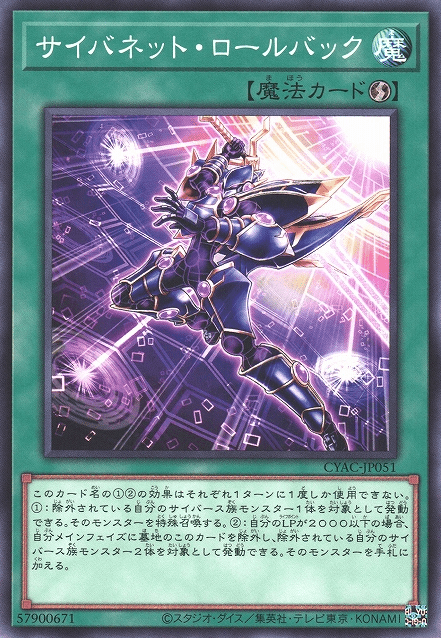 サイバネット・ロールバック 魔
【魔法カード】
CYAC-JP051
このカード名の①②の効果はそれぞれ1ターンに1度しか使用できない。
①:除外されている自分のサイバース族モンスター1体を対象として発動
できる。そのモンスターを特殊召喚する。②:自分のLPが2000以下の場合、
自分メインフェイズに墓地のこのカードを除外し、除外されている自分のサイバ
ース族モンスター2体を対象として発動できる。そのモンスターを手札に
加える。
57900671 ©スタジオ・ダイス/集英社・テレビ東京・KONAMI